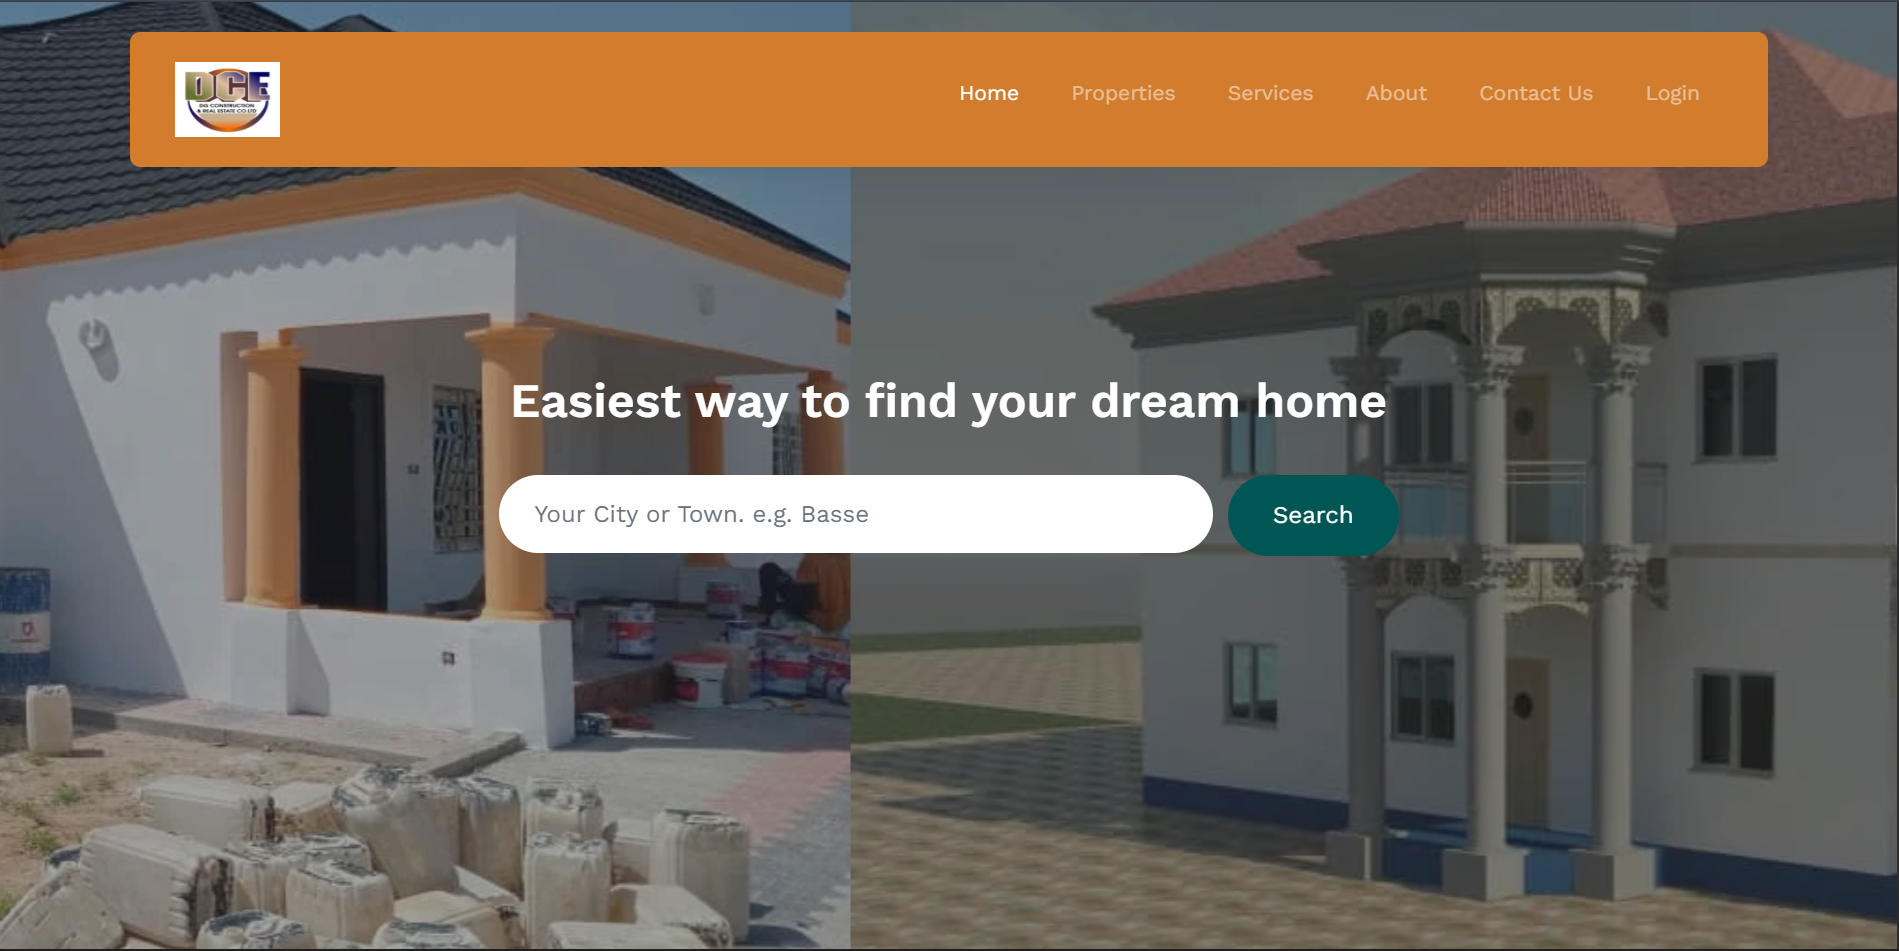 DCE
DG CONSTRUCTION
& REAL ESTATE CO.LTD
Home
Properties
Services
About
Contact Us
Login
Easiest way to find your dream home
Your City or Town. e.g. Basse
Search